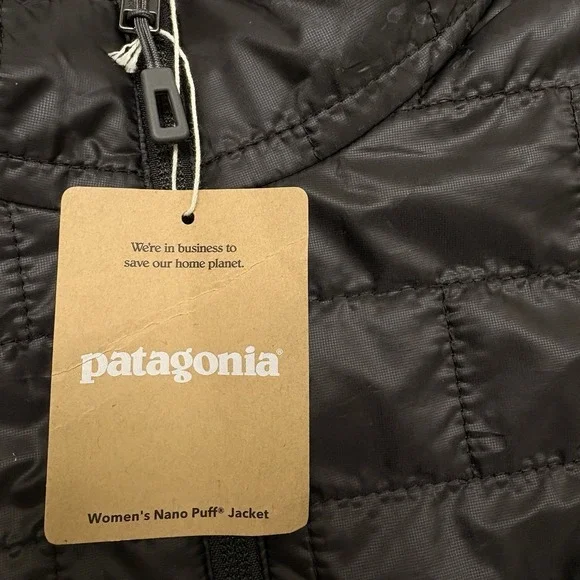 We're in business to
save our home planet.
patagonia®
Women's Nano Puff® Jacket